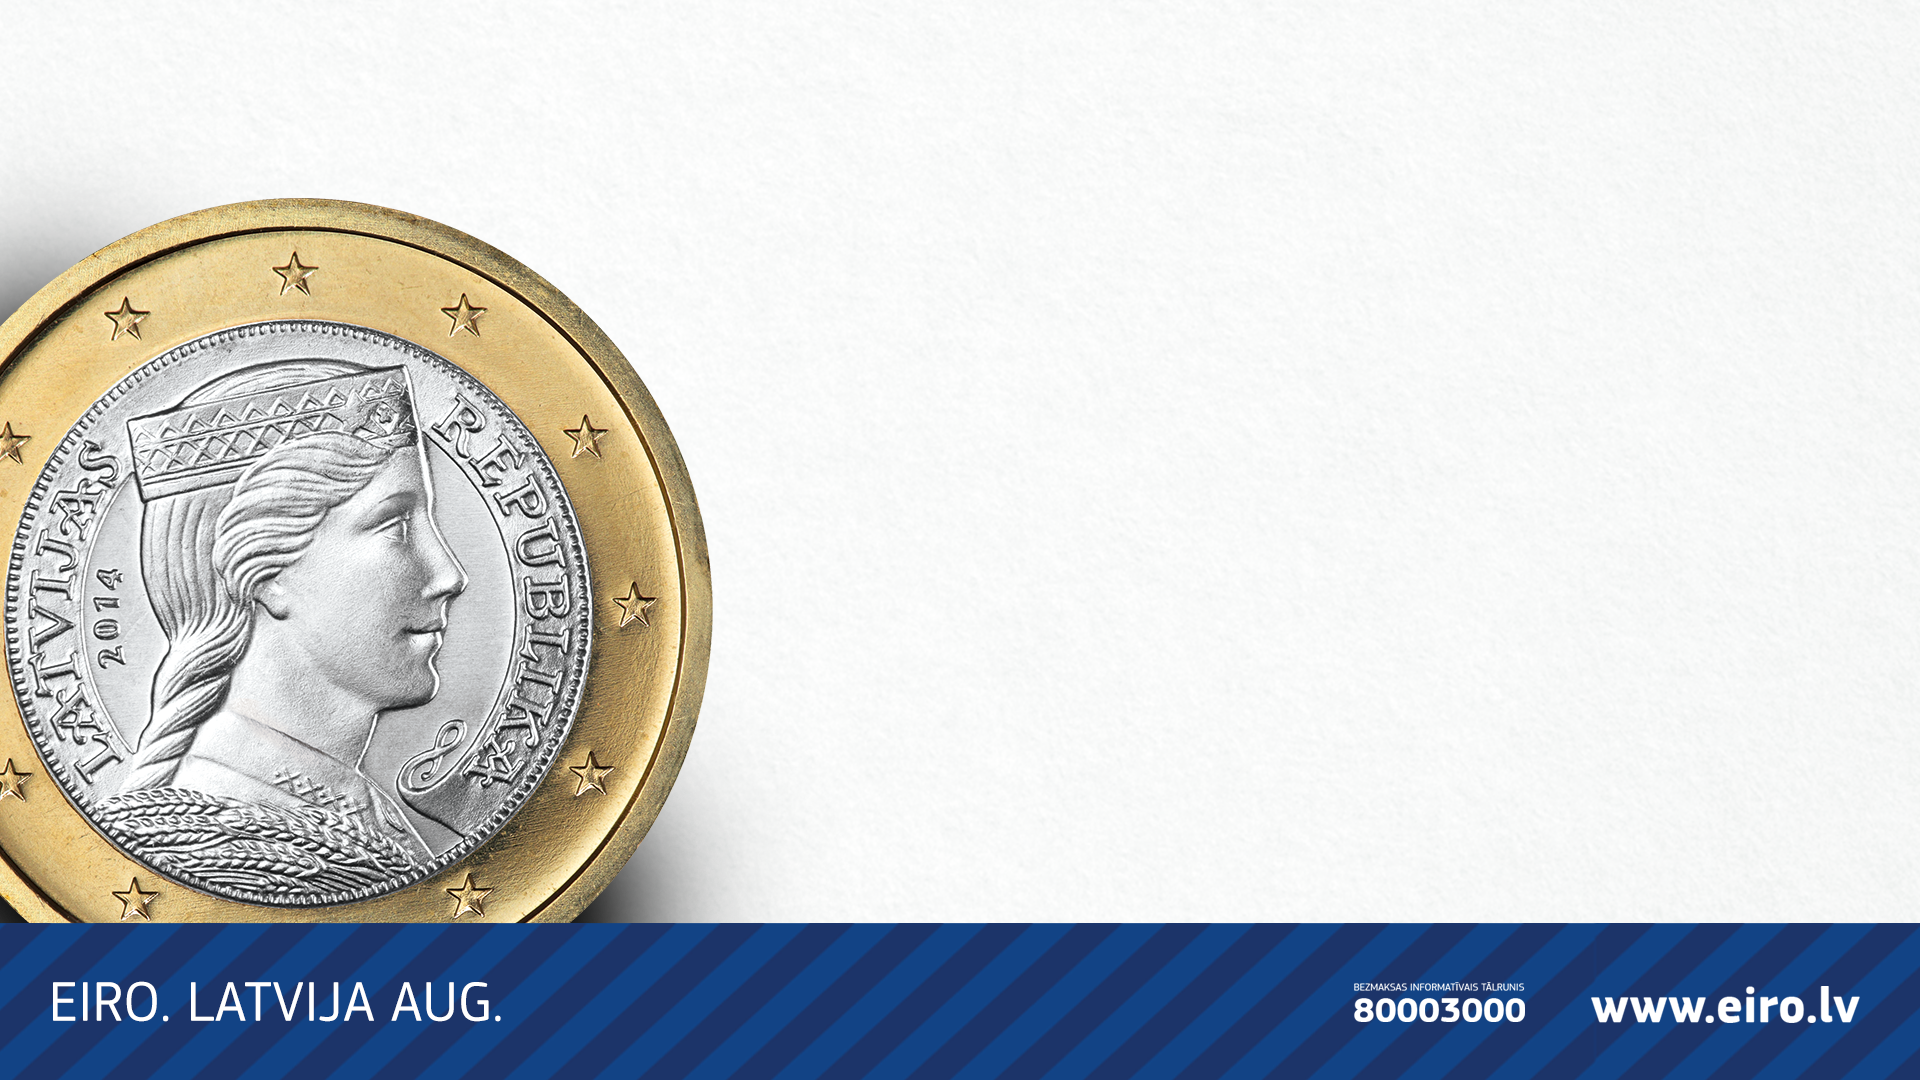 LATVIJAS REPUBLIKA
2014
EIRO. LATVIJA AUG.
BEZMAKSAS INFORMATĪVAIS TĀLRUNIS
80003000
www.eiro.lv